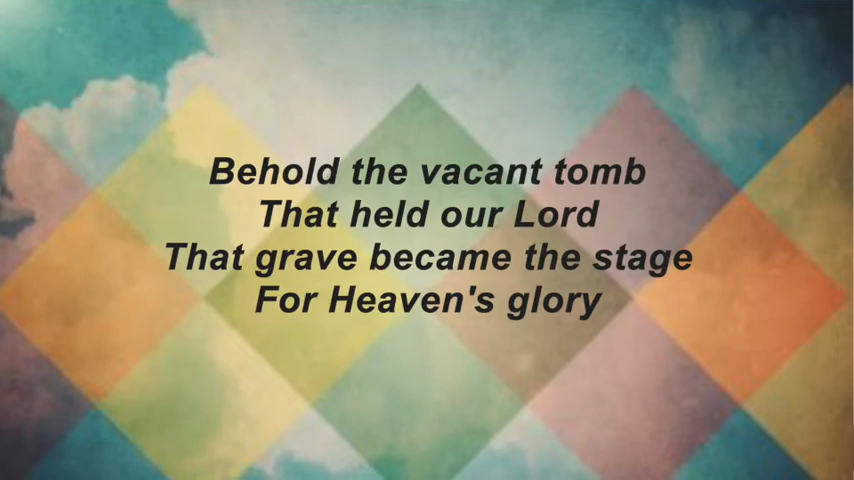 Behold the vacant tomb
That held our Lord
That grave became the stage
For Heaven's glory